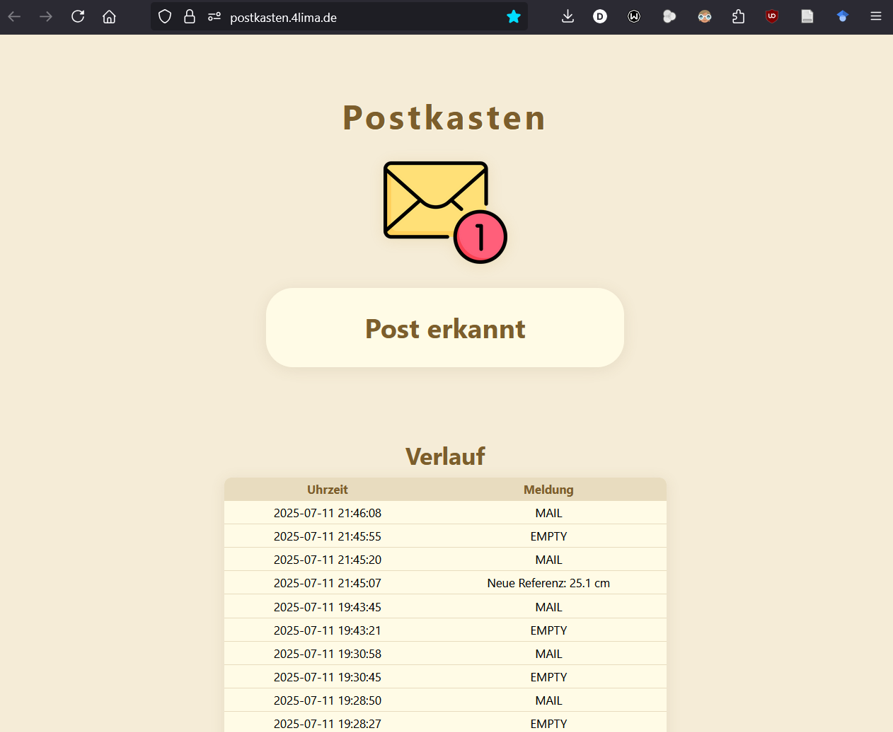 postkasten.4lima.de
Postkasten
1
Post erkannt
Verlauf
Uhrzeit Meldung
2025-07-11 21:46:08 MAIL
2025-07-11 21:45:55 EMPTY
2025-07-11 21:45:20 MAIL
2025-07-11 21:45:07 Neue Referenz: 25.1 cm
2025-07-11 19:43:45 MAIL
2025-07-11 19:43:21 EMPTY
2025-07-11 19:30:58 MAIL
2025-07-11 19:30:45 EMPTY
2025-07-11 19:28:50 MAIL
2025-07-11 19:28:27 EMPTY